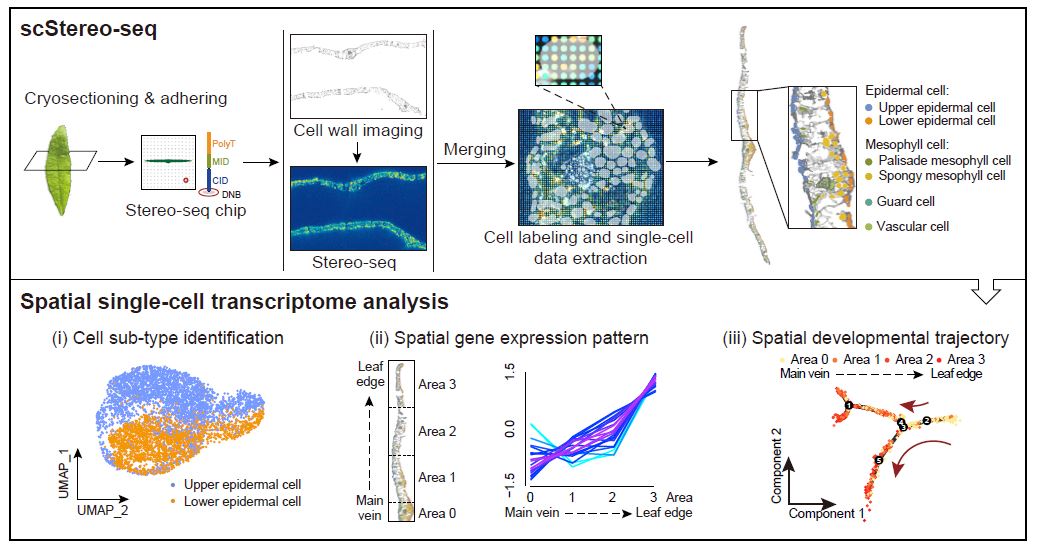 scStereo-seq
Cryosectioning & adhering
PolyT
MID
CID
DNB
Stereo-seq chip
Cell wall imaging
Stereo-seq
Merging
Cell labeling and single-cell
data extraction
Epidermal cell:
Upper epidermal cell
Lower epidermal cell
Mesophyll cell:
Palisade mesophyll cell
Spongy mesophyll cell
Guard cell
Vascular cell
Spatial single-cell transcriptome analysis
(i) Cell sub-type identification
UMAP_1
UMAP_2
Upper epidermal cell
Lower epidermal cell
(ii) Spatial gene expression pattern
Leaf
edge
Main
vein
Area 3
Area 2
Area 1
Area 0
1.5
0.0
−1.5
0 1 2 3 Area
Main vein Leaf edge
(iii) Spatial developmental trajectory
Area 0 Area 1 Area 2 Area 3
Main vein Leaf edge
1
2
3
5
Component 2
Component 1